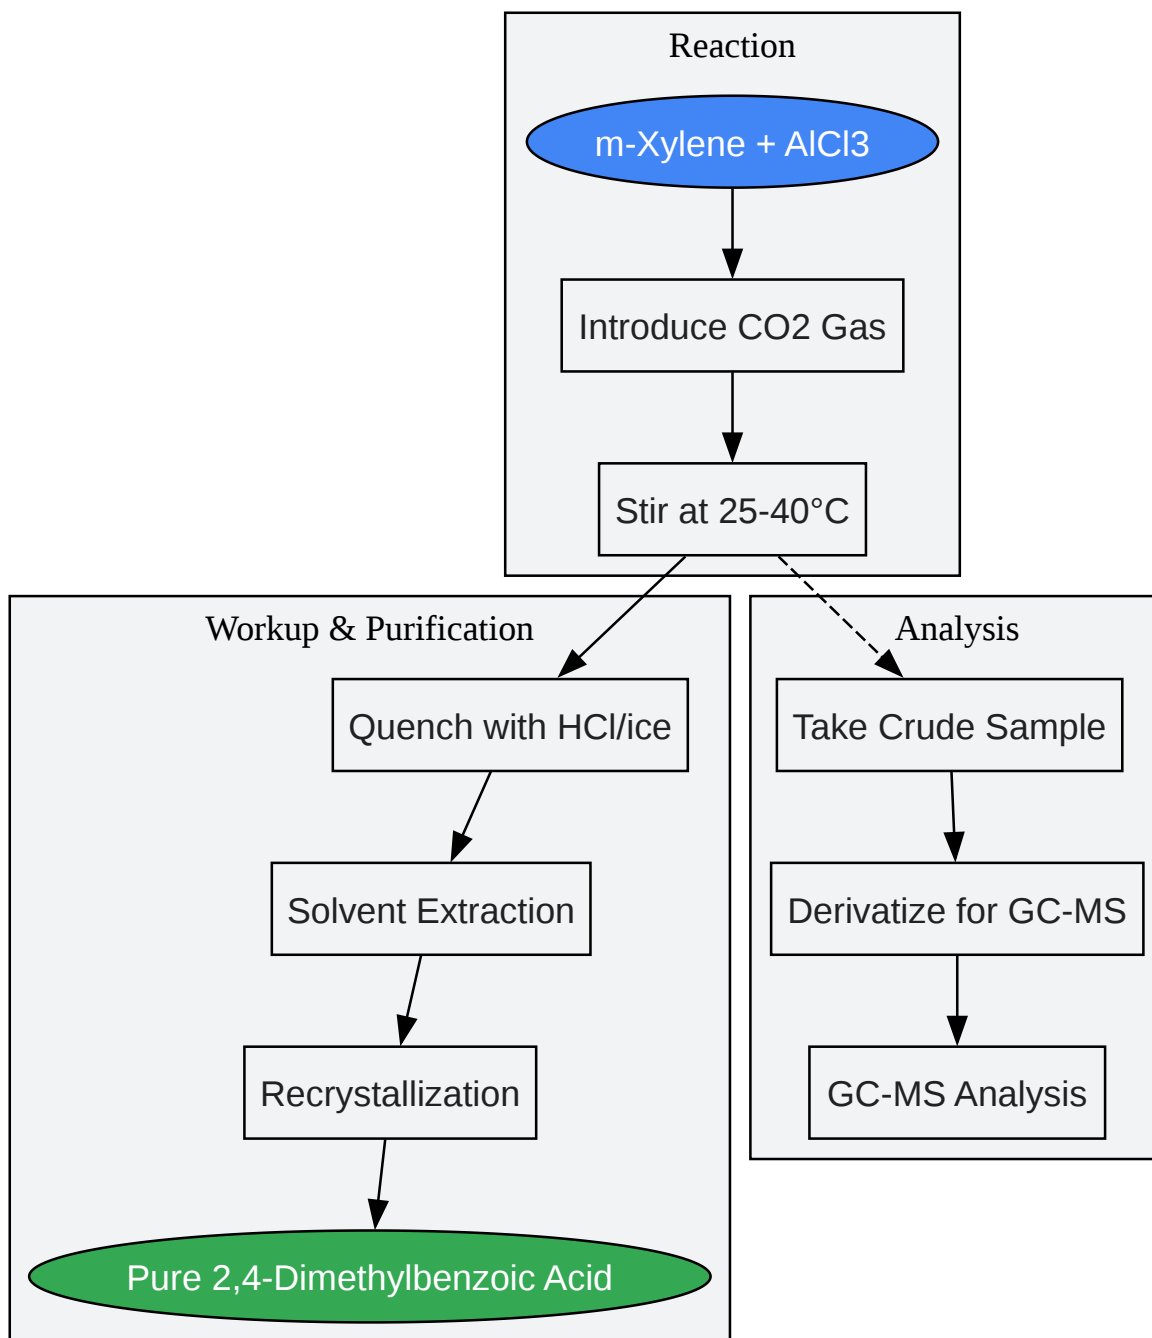 Reaction
m-Xylene + AlCl3
Introduce CO2 Gas
Stir at 25-40°C
Workup & Purification
Quench with HCl/ice
Solvent Extraction
Recrystallization
Pure 2,4-Dimethylbenzoic Acid
Analysis
Take Crude Sample
Derivatize for GC-MS
GC-MS Analysis